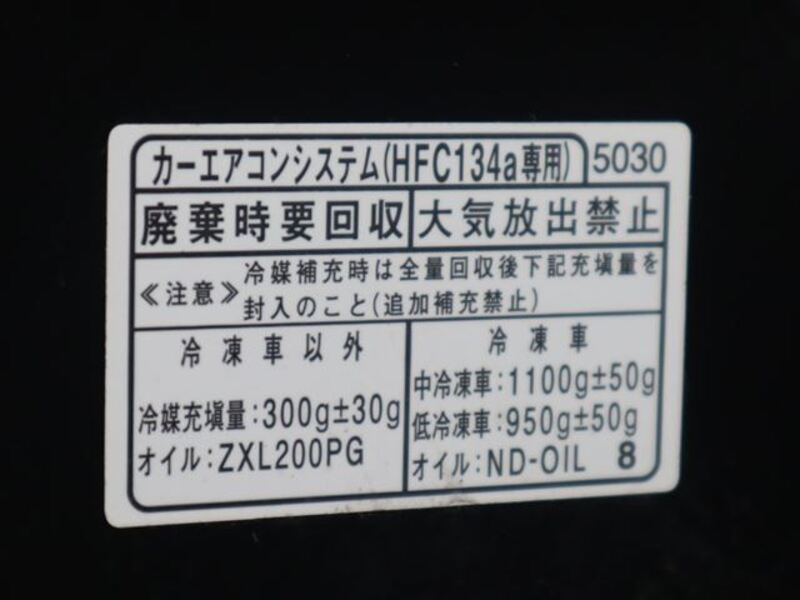 カーエアコンシステム(HFC134a専用) 5030
廃棄時要回収 大気放出禁止
≪注意≫ 冷媒補充時は全量回収後下記充塡量を
封入のこと(追加補充禁止)
冷凍車以外
冷媒充塡量:300g±30g
オイル:ZXL200PG
冷凍車
中冷凍車:1100g±50g
低冷凍車:950g±50g
オイル:ND-OIL 8